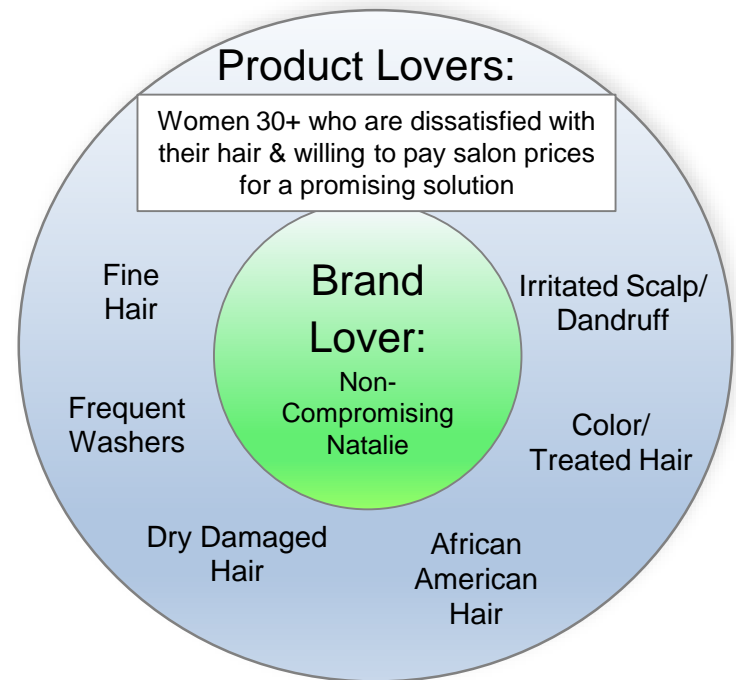 Product Lovers:
Women 30+ who are dissatisfied with
their hair & willing to pay salon prices
for a promising solution
Brand
Lover:
Non-
Compromising
Natalie
Fine
Hair
Frequent
Washers
Dry Damaged
Hair
African
American
Hair
Color/
Treated Hair
Irritated Scalp/
Dandruff